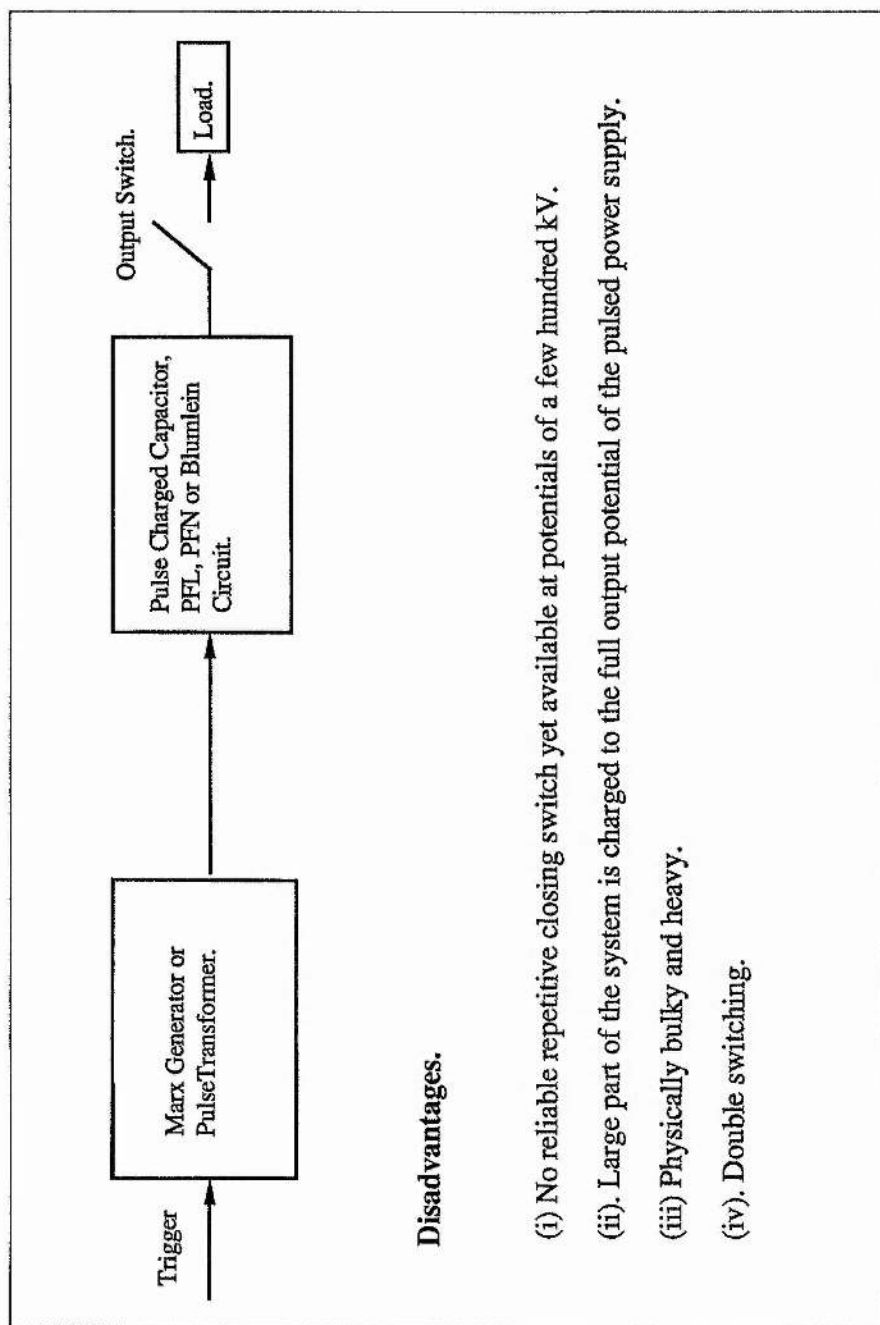 Trigger
Marx Generator or
PulseTransformer.
Pulse Charged Capacitor,
PFL, PFN or Blumlein
Circuit.
Output Switch.
Load.
Disadvantages.
(i) No reliable repetitive closing switch yet available at potentials of a few hundred kV.
(ii). Large part of the system is charged to the full output potential of the pulsed power supply.
(iii) Physically bulky and heavy.
(iv). Double switching.